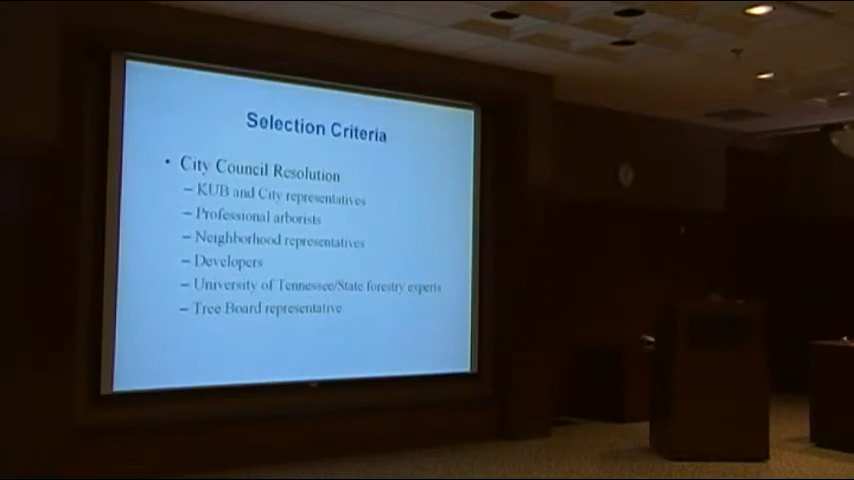 Selection Criteria
• City Council Resolution
– KUB and City representatives
– Professional arborists
– Neighborhood representatives
– Developers
– University of Tennessee/State forestry experts
– Tree Board representative